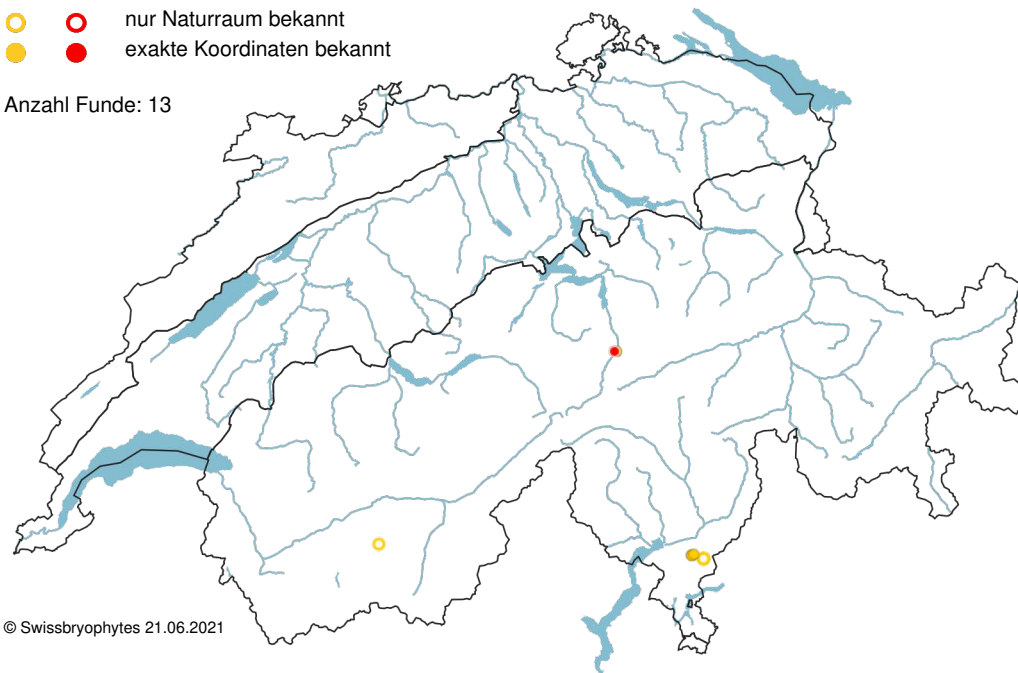 nur Naturraum bekannt
exakte Koordinaten bekannt
Anzahl Funde: 13
© Swissbryophytes 21.06.2021